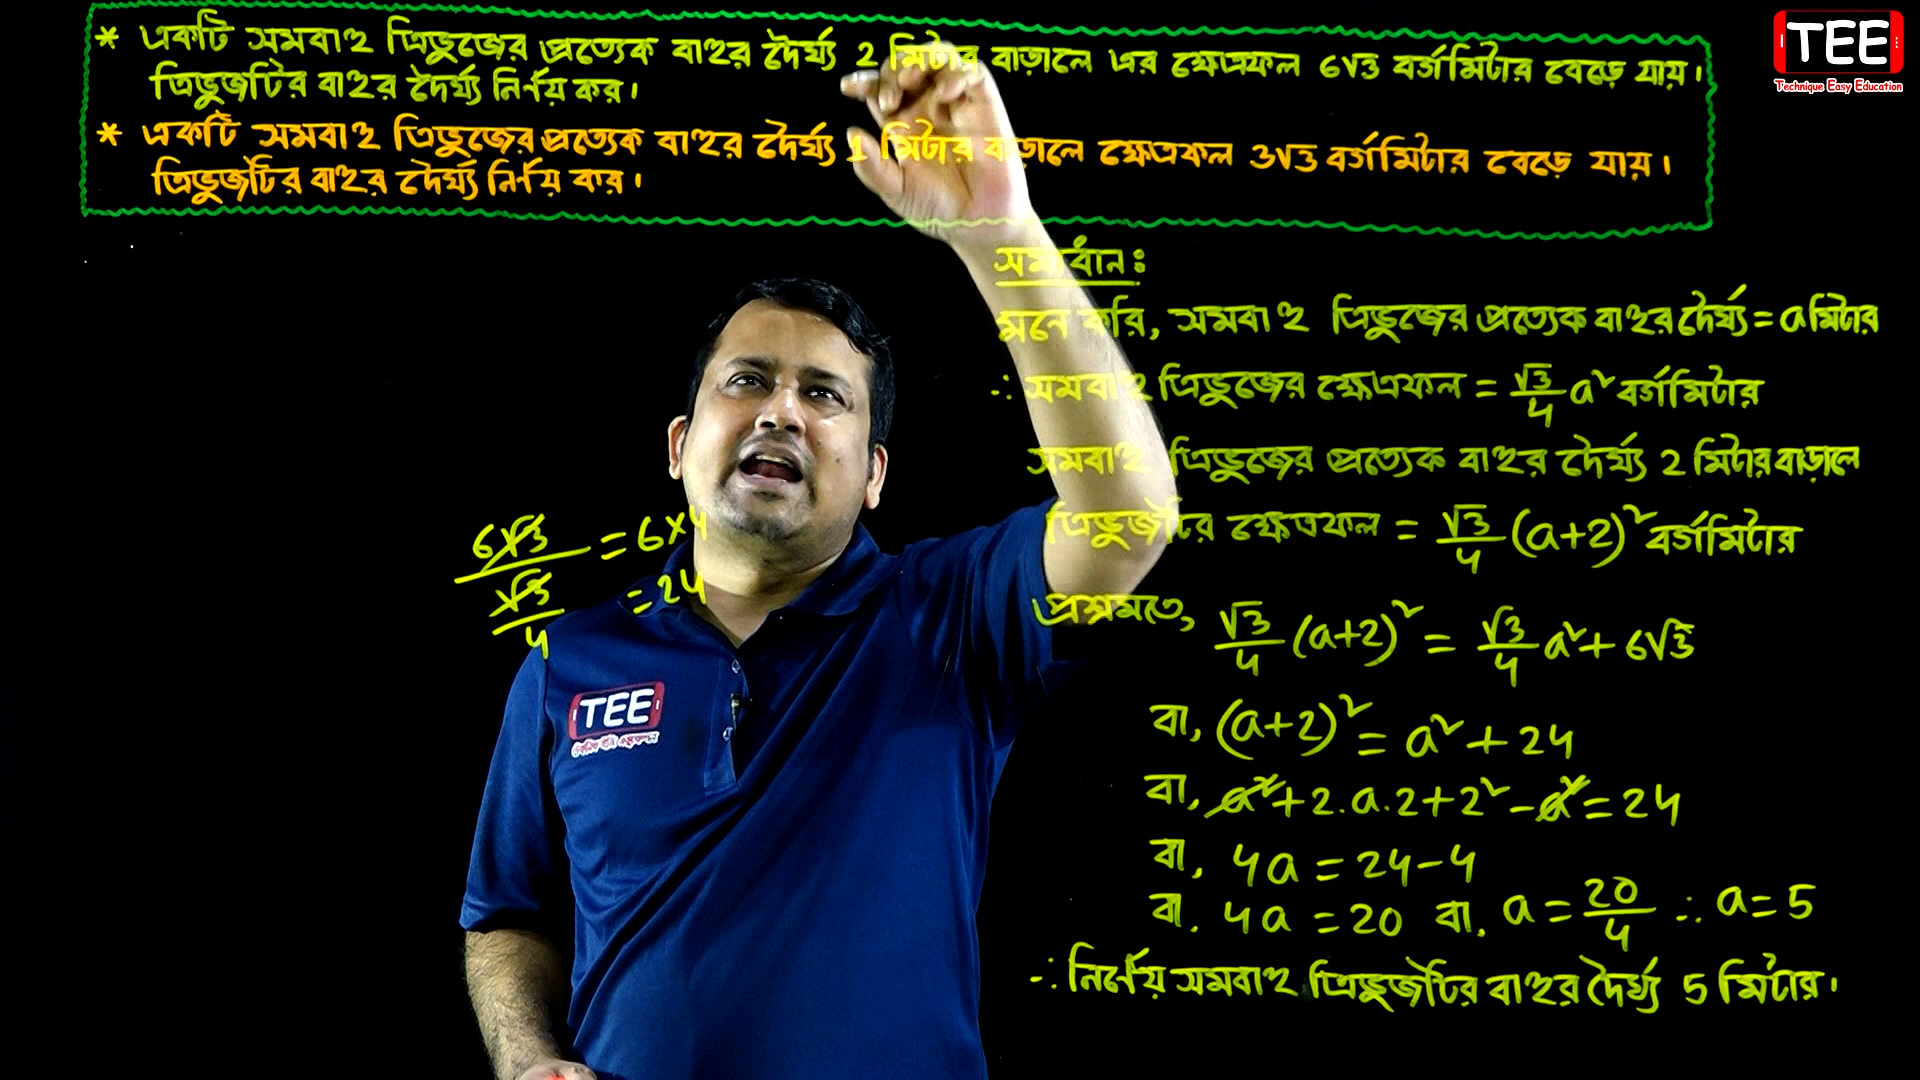 * একটি সমবাহু ত্রিভুজের প্রত্যেক বাহুর দৈর্ঘ্য 2 মিটার বাড়ালে এর ক্ষেত্রফল 6√3 বর্গমিটার বেড়ে যায়।
ত্রিভুজটির বাহুর দৈর্ঘ্য নির্ণয় কর।
* একটি সমবাহু ত্রিভুজের প্রত্যেক বাহুর দৈর্ঘ্য 1 মিটার বাড়ালে ক্ষেত্রফল 3√3 বর্গমিটার বেড়ে যায়।
ত্রিভুজটির বাহুর দৈর্ঘ্য নির্ণয় কর।
TEE
Technique Easy Education
সমাধান:
মনে করি, সমবাহু ত্রিভুজের প্রত্যেক বাহুর দৈর্ঘ্য = a মিটার
∴ সমবাহু ত্রিভুজের ক্ষেত্রফল = √3/4 a² বর্গমিটার
সমবাহু ত্রিভুজের প্রত্যেক বাহুর দৈর্ঘ্য 2 মিটার বাড়ালে
ত্রিভুজটির ক্ষেত্রফল = √3/4 (a+2)² বর্গমিটার
প্রশ্নমতে, √3/4 (a+2)² = √3/4 a² + 6√3
বা, (a+2)² = a² + 24
বা, a² + 2.a.2 + 2² - a² = 24
বা, 4a = 24-4
বা, 4a = 20 বা, a = 20/4 ∴ a = 5
∴ নির্ণেয় সমবাহু ত্রিভুজটির বাহুর দৈর্ঘ্য 5 মিটার।
6√3 / (√3/4) = 6×4
= 24
TEE